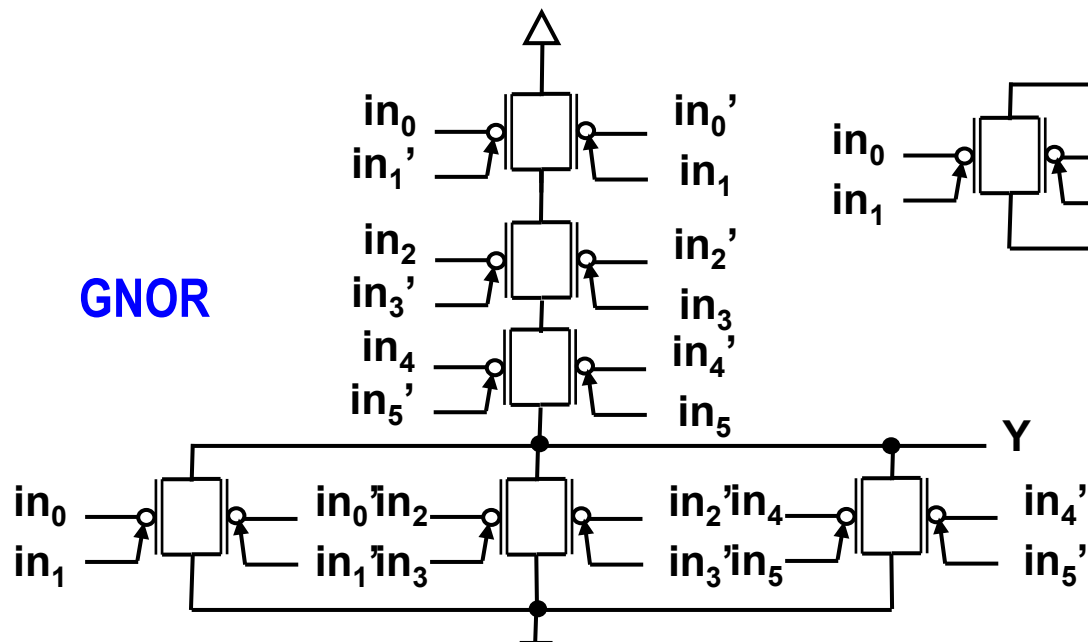 in₀ in₀’
in₁’ in₁
in₀
in₁
in₂ in₂’
in₃’ in₃
GNOR
in₄ in₄’
in₅’ in₅
Y
in₀ in₀’in₂ in₂’in₄ in₄’
in₁ in₁’in₃ in₃’in₅ in₅’